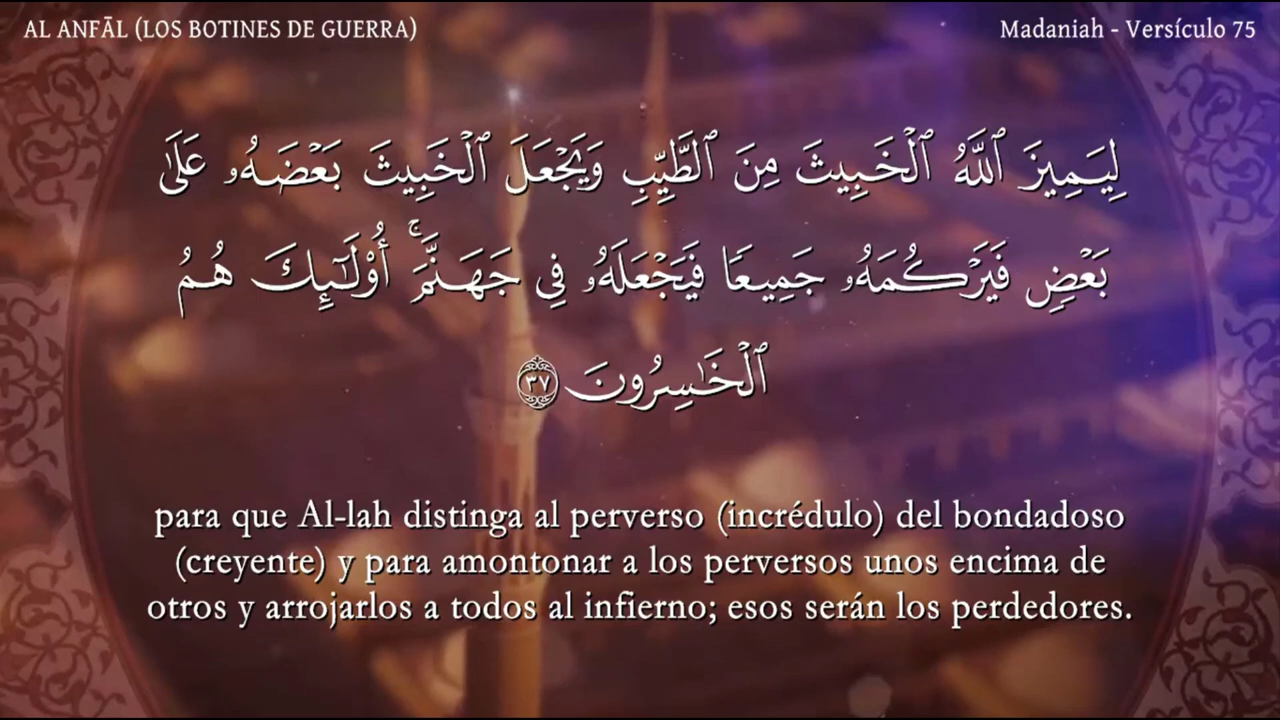 AL ANFĀL (LOS BOTINES DE GUERRA)
Madaniah - Versículo 75
لِيَمِيزَ ٱللَّهُ ٱلْخَبِيثَ مِنَ ٱلطَّيِّبِ وَيَجْعَلَ ٱلْخَبِيثَ بَعْضَهُۥ عَلَىٰ
بَعْضٍ فَيَرْكُمَهُۥ جَمِيعًا فَيَجْعَلَهُۥ فِى جَهَنَّمَ ۚ أُو۟لَـٰٓئِكَ هُمُ
ٱلْخَـٰسِرُونَ ٣٧
para que Al-lah distinga al perverso (incrédulo) del bondadoso
(creyente) y para amontonar a los perversos unos encima de
otros y arrojarlos a todos al infierno; esos serán los perdedores.